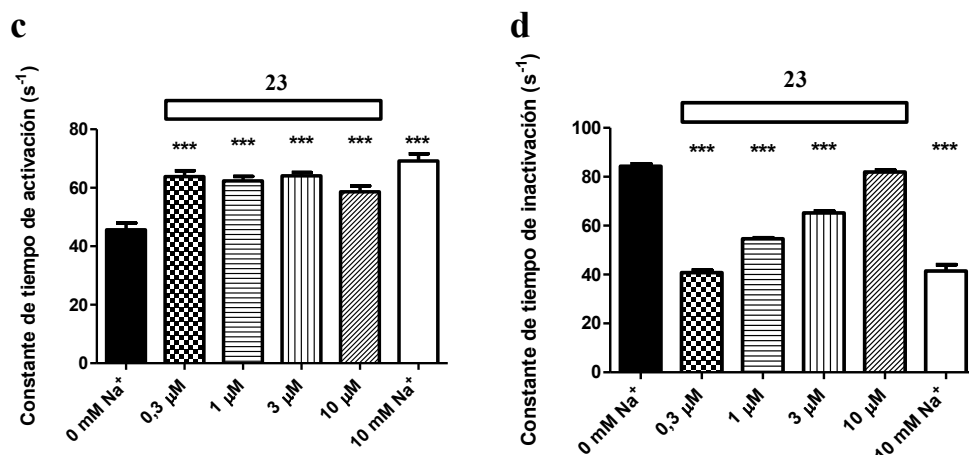 c
23
Constante de tiempo de activación (s⁻¹)
80
60
40
20
0
*** *** *** *** ***
0 mM Na⁺
0,3 µM
1 µM
3 µM
10 µM
10 mM Na⁺
d
23
Constante de tiempo de inactivación (s⁻¹)
100
80
60
40
20
0
*** *** *** ***
0 mM Na⁺
0,3 µM
1 µM
3 µM
10 µM
10 mM Na⁺